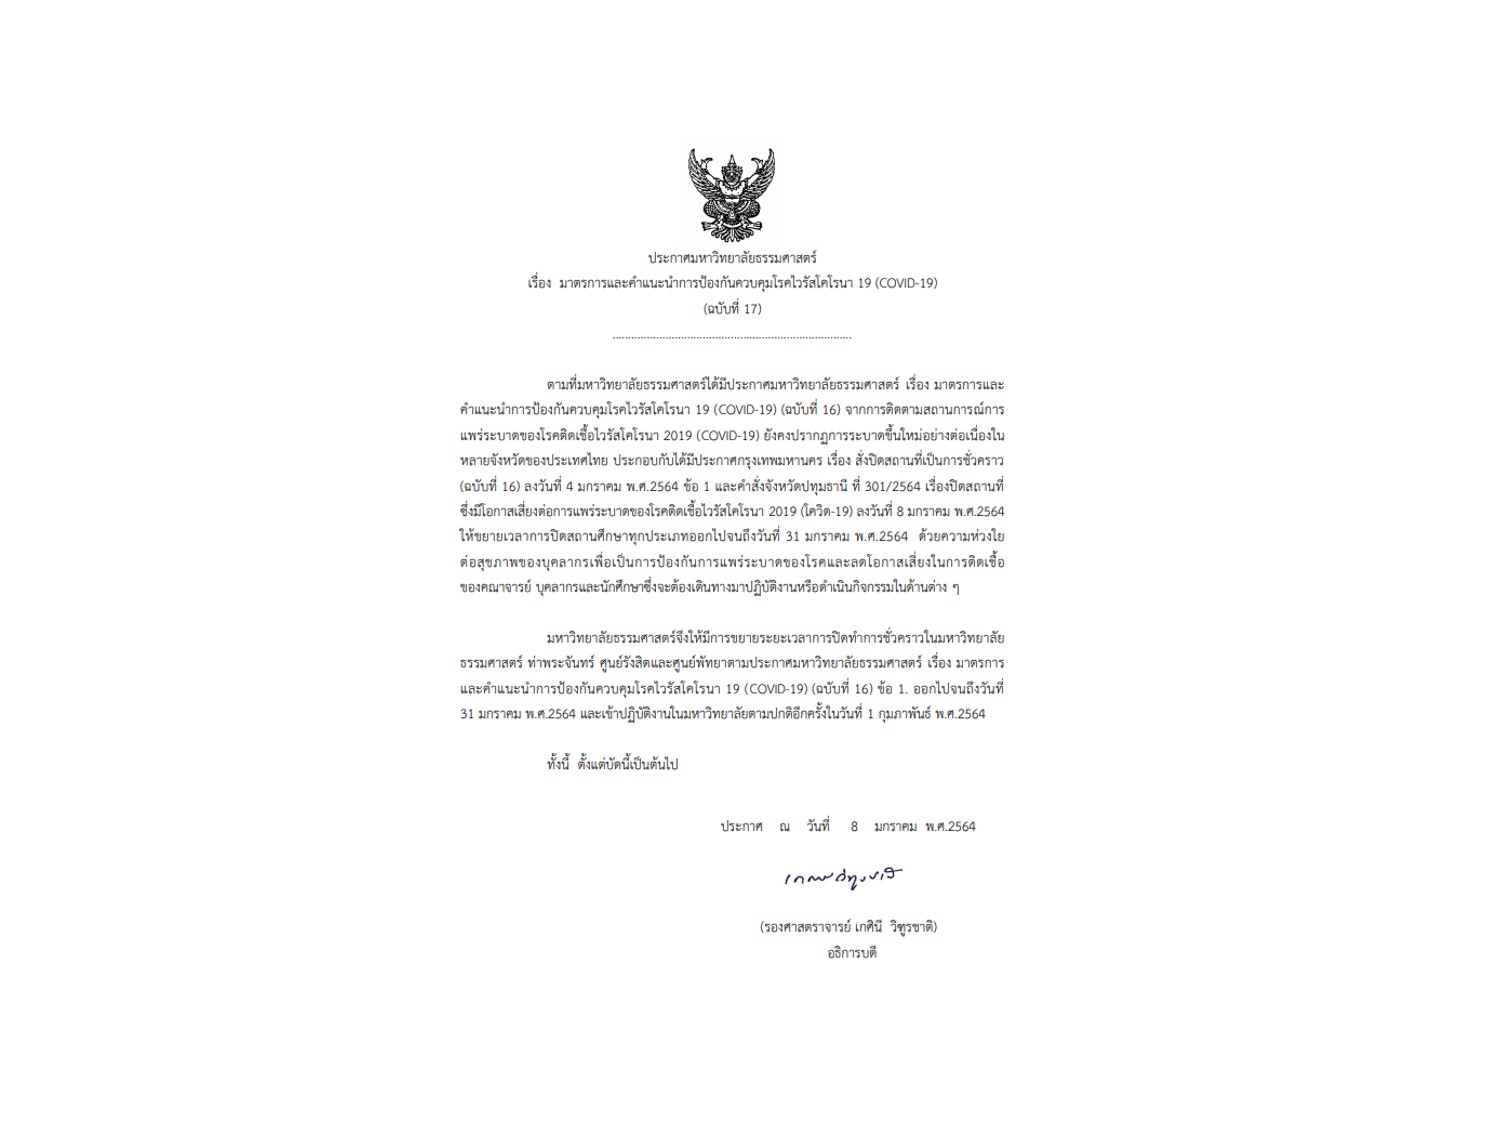 ประกาศมหาวิทยาลัยธรรมศาสตร์
เรื่อง มาตรการและคำแนะนำการป้องกันควบคุมโรคไวรัสโคโรนา 19 (COVID-19)
(ฉบับที่ 17)
ตามที่มหาวิทยาลัยธรรมศาสตร์ได้มีประกาศมหาวิทยาลัยธรรมศาสตร์ เรื่อง มาตรการและ
คำแนะนำการป้องกันควบคุมโรคไวรัสโคโรนา 19 (COVID-19) (ฉบับที่ 16) จากการติดตามสถานการณ์การ
แพร่ระบาดของโรคติดเชื้อไวรัสโคโรนา 2019 (COVID-19) ยังคงปรากฏการระบาดขึ้นใหม่อย่างต่อเนื่องใน
หลายจังหวัดของประเทศไทย ประกอบกับได้มีประกาศกรุงเทพมหานคร เรื่อง สั่งปิดสถานที่เป็นการชั่วคราว
(ฉบับที่ 16) ลงวันที่ 4 มกราคม พ.ศ.2564 ข้อ 1 และคำสั่งจังหวัดปทุมธานี ที่ 301/2564 เรื่องปิดสถานที่
ซึ่งมีโอกาสเสี่ยงต่อการแพร่ระบาดของโรคติดเชื้อไวรัสโคโรนา 2019 (โควิด-19) ลงวันที่ 8 มกราคม พ.ศ.2564
ให้ขยายเวลาการปิดสถานศึกษาทุกประเภทออกไปจนถึงวันที่ 31 มกราคม พ.ศ.2564 ด้วยความห่วงใย
ต่อสุขภาพของบุคลากรเพื่อเป็นการป้องกันการแพร่ระบาดของโรคและลดโอกาสเสี่ยงในการติดเชื้อ
ของคณาจารย์ บุคลากรและนักศึกษาซึ่งจะต้องเดินทางมาปฏิบัติงานหรือดำเนินกิจกรรมในด้านต่าง ๆ
มหาวิทยาลัยธรรมศาสตร์จึงให้มีการขยายระยะเวลาการปิดทำการชั่วคราวในมหาวิทยาลัย
ธรรมศาสตร์ ท่าพระจันทร์ ศูนย์รังสิตและศูนย์พัทยาตามประกาศมหาวิทยาลัยธรรมศาสตร์ เรื่อง มาตรการ
และคำแนะนำการป้องกันควบคุมโรคไวรัสโคโรนา 19 (COVID-19) (ฉบับที่ 16) ข้อ 1. ออกไปจนถึงวันที่
31 มกราคม พ.ศ.2564 และเข้าปฏิบัติงานในมหาวิทยาลัยตามปกติอีกครั้งในวันที่ 1 กุมภาพันธ์ พ.ศ.2564
ทั้งนี้ ตั้งแต่บัดนี้เป็นต้นไป
ประกาศ ณ วันที่ 8 มกราคม พ.ศ.2564
(รองศาสตราจารย์ เกศินี วิฑูรชาติ)
อธิการบดี